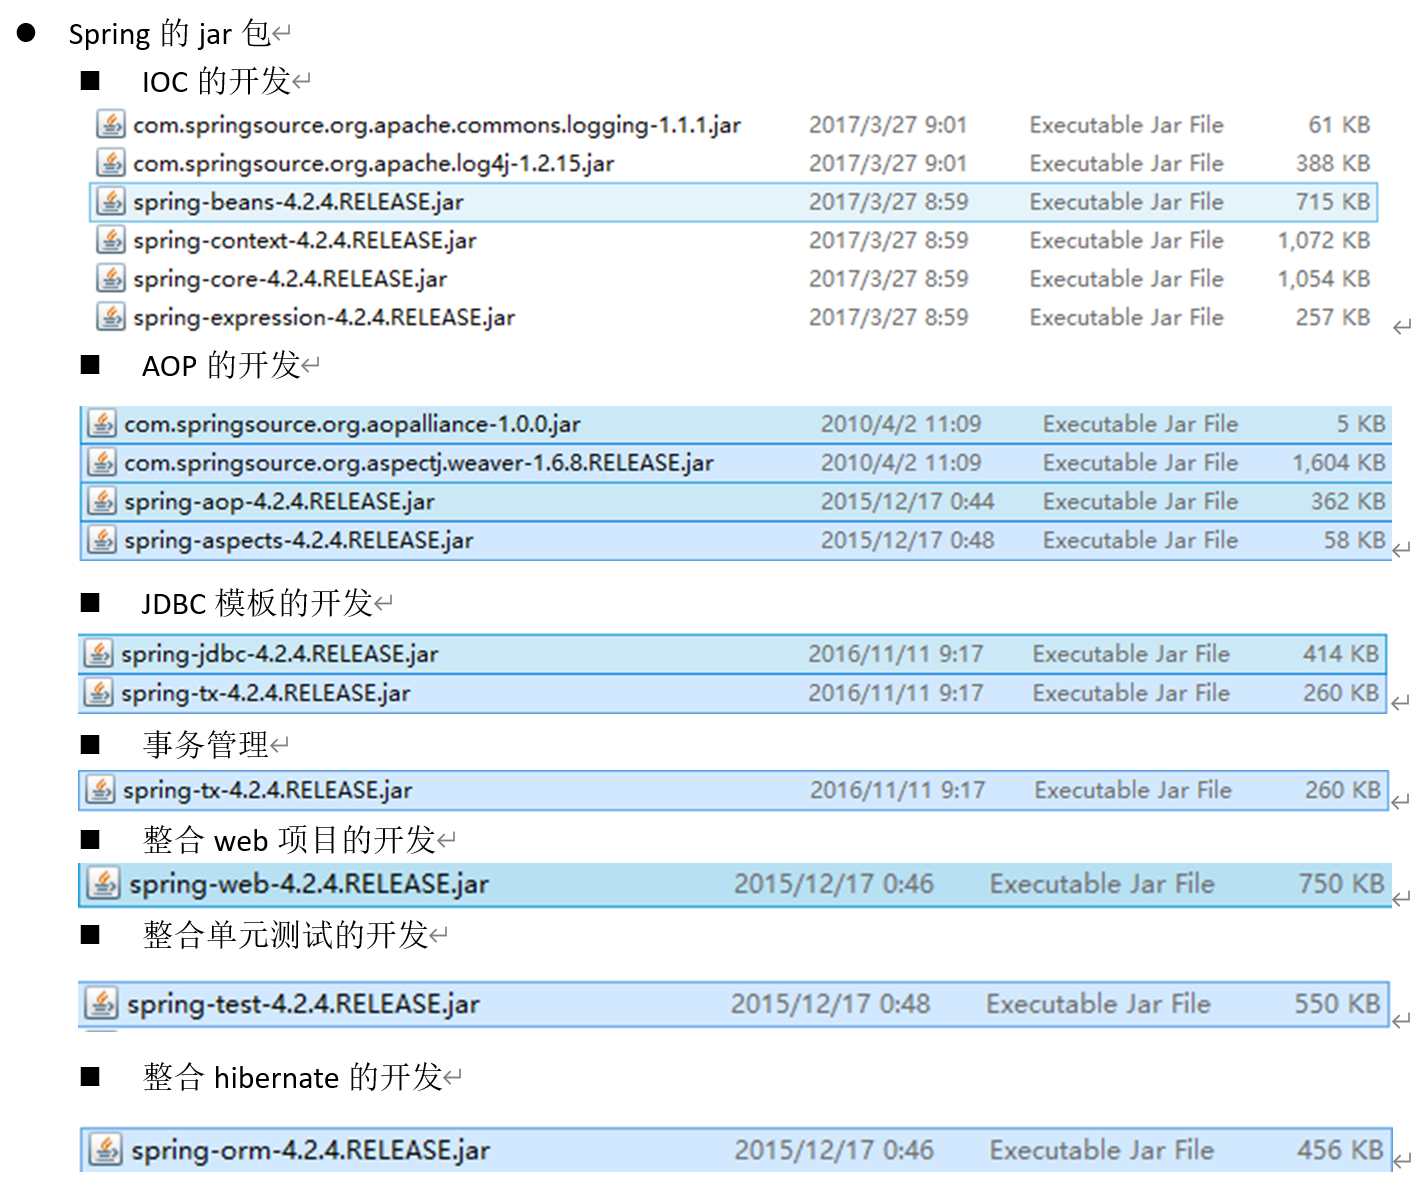 ● Spring 的 jar 包↵
■ IOC 的开发↵
com.springsource.org.apache.commons.logging-1.1.1.jar 2017/3/27 9:01 Executable Jar File 61 KB
com.springsource.org.apache.log4j-1.2.15.jar 2017/3/27 9:01 Executable Jar File 388 KB
spring-beans-4.2.4.RELEASE.jar 2017/3/27 8:59 Executable Jar File 715 KB
spring-context-4.2.4.RELEASE.jar 2017/3/27 8:59 Executable Jar File 1,072 KB
spring-core-4.2.4.RELEASE.jar 2017/3/27 8:59 Executable Jar File 1,054 KB
spring-expression-4.2.4.RELEASE.jar 2017/3/27 8:59 Executable Jar File 257 KB ↵
■ AOP 的开发↵
com.springsource.org.aopalliance-1.0.0.jar 2010/4/2 11:09 Executable Jar File 5 KB
com.springsource.org.aspectj.weaver-1.6.8.RELEASE.jar 2010/4/2 11:09 Executable Jar File 1,604 KB
spring-aop-4.2.4.RELEASE.jar 2015/12/17 0:44 Executable Jar File 362 KB
spring-aspects-4.2.4.RELEASE.jar 2015/12/17 0:48 Executable Jar File 58 KB ↵
■ JDBC 模板的开发↵
spring-jdbc-4.2.4.RELEASE.jar 2016/11/11 9:17 Executable Jar File 414 KB
spring-tx-4.2.4.RELEASE.jar 2016/11/11 9:17 Executable Jar File 260 KB ↵
■ 事务管理↵
spring-tx-4.2.4.RELEASE.jar 2016/11/11 9:17 Executable Jar File 260 KB ↵
■ 整合 web 项目的开发↵
spring-web-4.2.4.RELEASE.jar 2015/12/17 0:46 Executable Jar File 750 KB ↵
■ 整合单元测试的开发↵
spring-test-4.2.4.RELEASE.jar 2015/12/17 0:48 Executable Jar File 550 KB ↵
■ 整合 hibernate 的开发↵
spring-orm-4.2.4.RELEASE.jar 2015/12/17 0:46 Executable Jar File 456 KB ↵